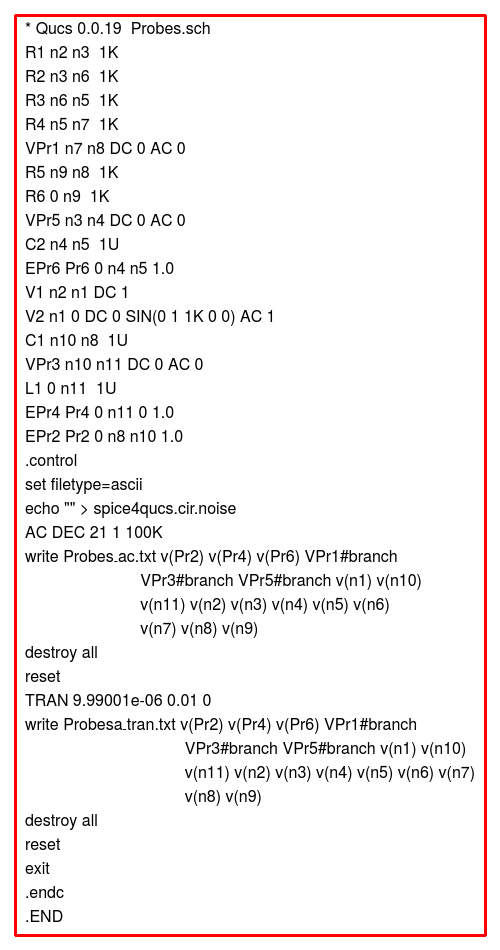 * Qucs 0.0.19  Probes.sch
R1 n2 n3  1K
R2 n3 n6  1K
R3 n6 n5  1K
R4 n5 n7  1K
VPr1 n7 n8 DC 0 AC 0
R5 n9 n8  1K
R6 0 n9  1K
VPr5 n3 n4 DC 0 AC 0
C2 n4 n5  1U
EPr6 Pr6 0 n4 n5 1.0
V1 n2 n1 DC 1
V2 n1 0 DC 0 SIN(0 1 1K 0 0) AC 1
C1 n10 n8  1U
VPr3 n10 n11 DC 0 AC 0
L1 0 n11  1U
EPr4 Pr4 0 n11 0 1.0
EPr2 Pr2 0 n8 n10 1.0
.control
set filetype=ascii
echo "" > spice4qucs.cir.noise
AC DEC 21 1 100K
write Probes.ac.txt v(Pr2) v(Pr4) v(Pr6) VPr1#branch
VPr3#branch VPr5#branch v(n1) v(n10)
v(n11) v(n2) v(n3) v(n4) v(n5) v(n6)
v(n7) v(n8) v(n9)
destroy all
reset
TRAN 9.99001e-06 0.01 0
write Probesa.tran.txt v(Pr2) v(Pr4) v(Pr6) VPr1#branch
VPr3#branch VPr5#branch v(n1) v(n10)
v(n11) v(n2) v(n3) v(n4) v(n5) v(n6) v(n7)
v(n8) v(n9)
destroy all
reset
exit
.endc
.END